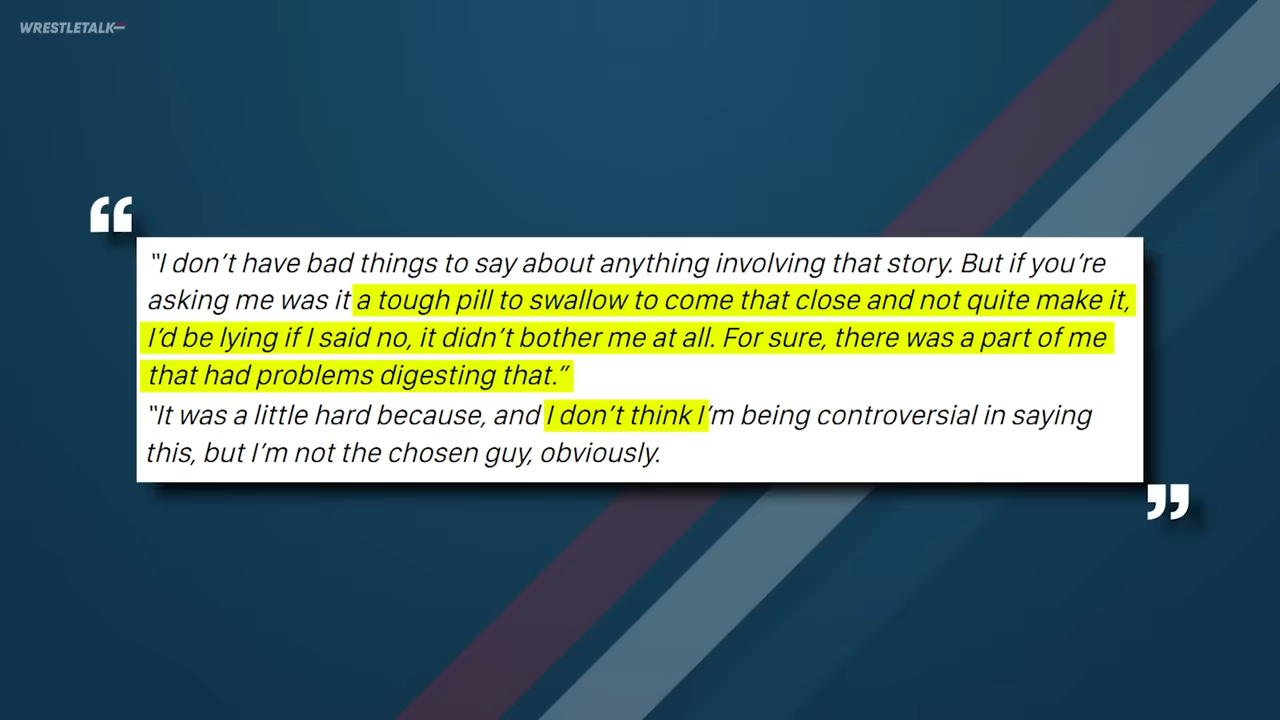 WRESTLETALK
“
“I don’t have bad things to say about anything involving that story. But if you’re
asking me was it a tough pill to swallow to come that close and not quite make it,
I’d be lying if I said no, it didn’t bother me at all. For sure, there was a part of me
that had problems digesting that.”
“It was a little hard because, and I don’t think I’m being controversial in saying
this, but I’m not the chosen guy, obviously.
”